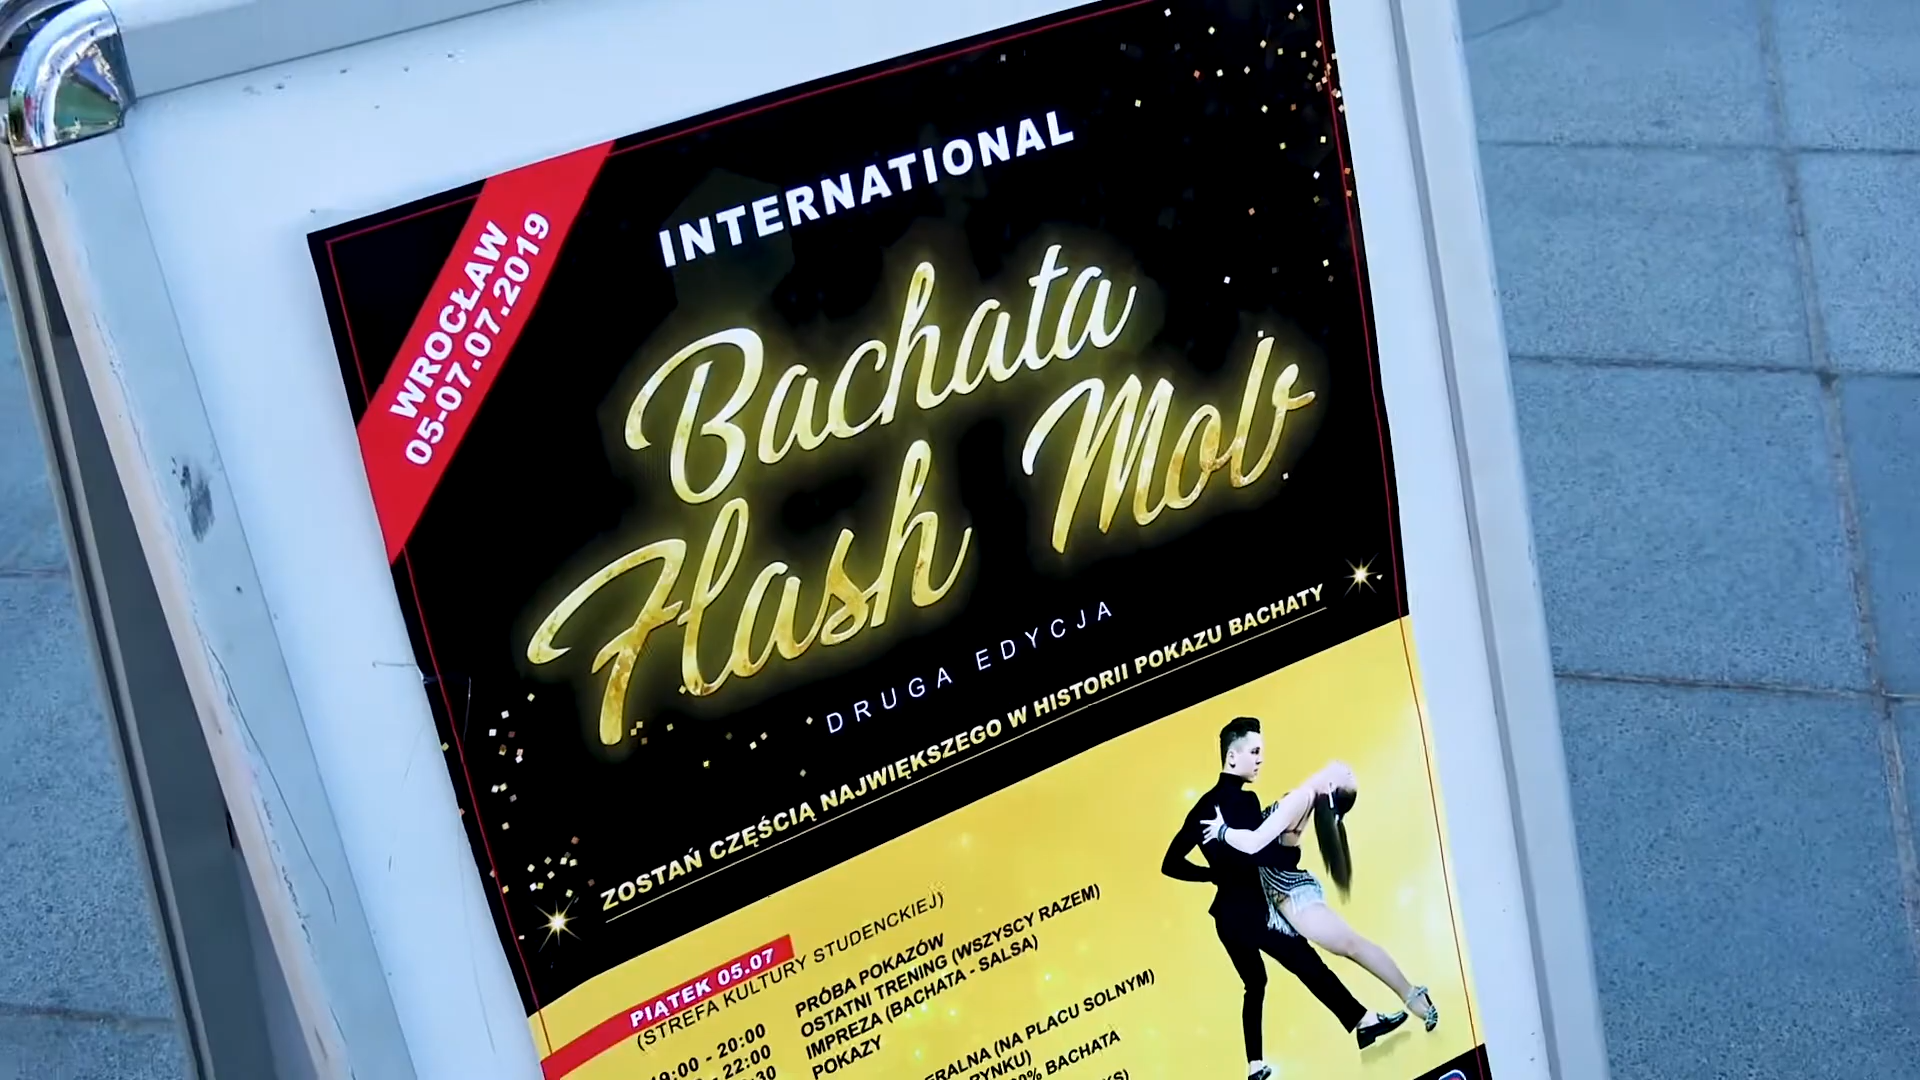 WROCŁAW
05-07.07.2019
INTERNATIONAL
Bachata
Flash Mob
DRUGA EDYCJA
ZOSTAŃ CZĘŚCIĄ NAJWIĘKSZEGO W HISTORII POKAZU BACHATY
PIĄTEK 05.07
(STREFA KULTURY STUDENCKIEJ)
- 20:00 PRÓBA POKAZÓW
- 22:00 OSTATNI TRENING (WSZYSCY RAZEM)
IMPREZA (BACHATA - SALSA)
POKAZY
(NA PLACU SOLNYM)
BACHATA